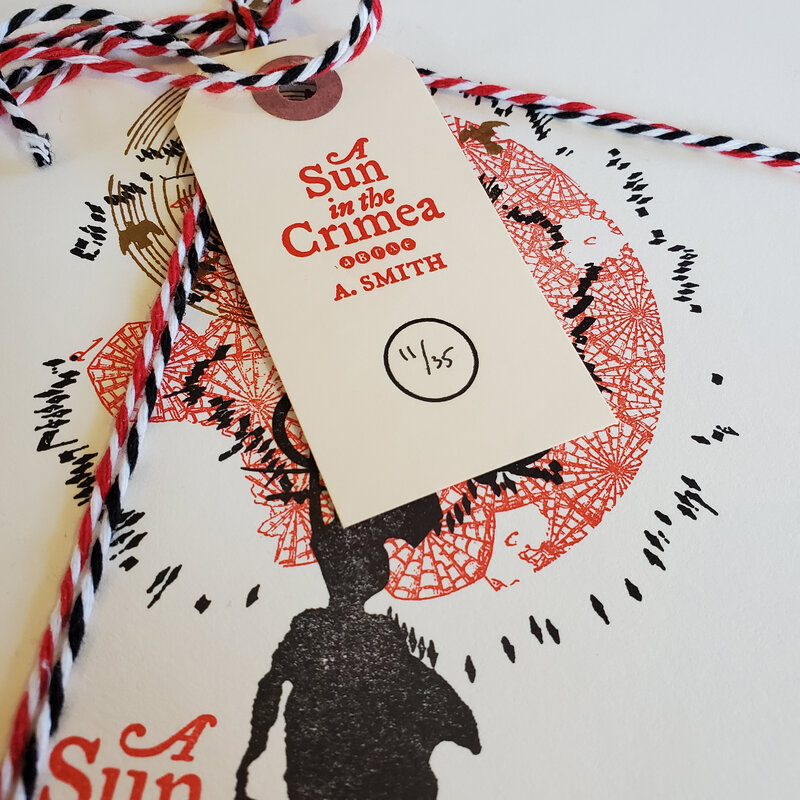 A
Sun
in the
Crimea
A. SMITH
11/35
A
Sun